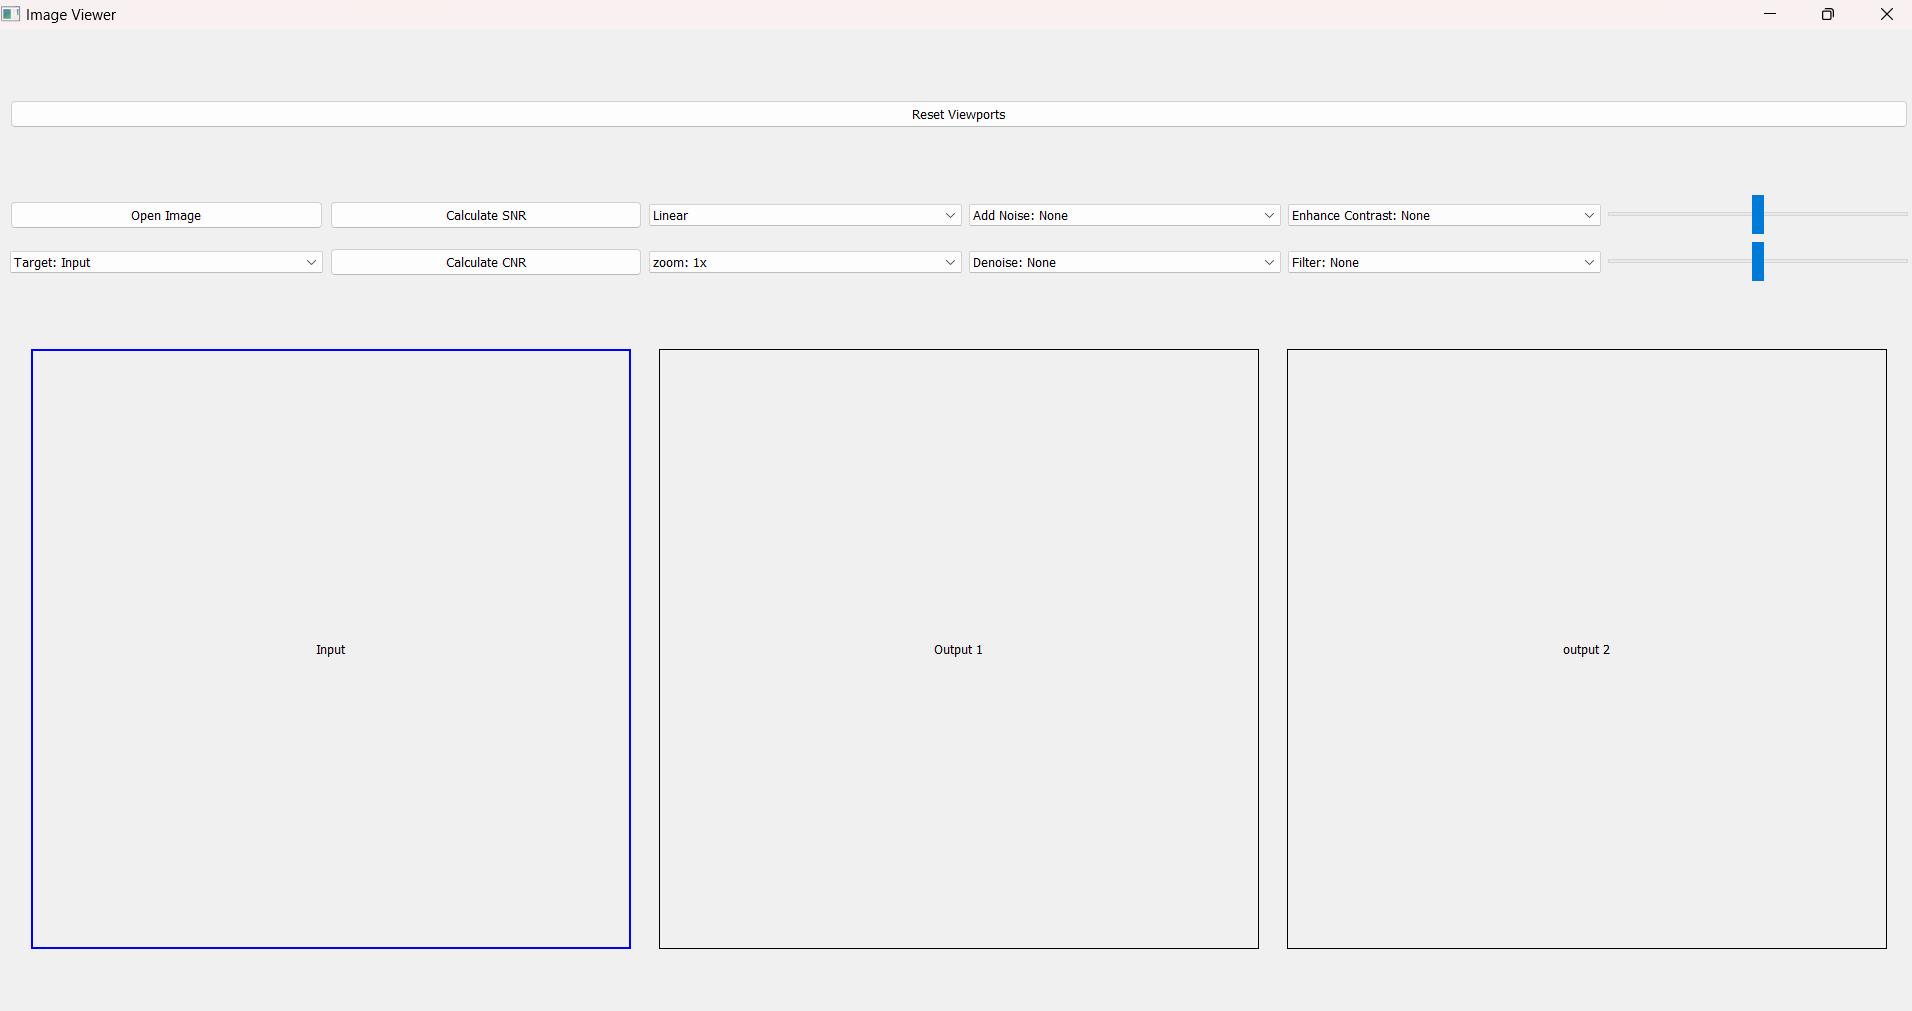 Image Viewer
Reset Viewports
Open Image
Calculate SNR
Linear
Add Noise: None
Enhance Contrast: None
Target: Input
Calculate CNR
zoom: 1x
Denoise: None
Filter: None
Input
Output 1
output 2